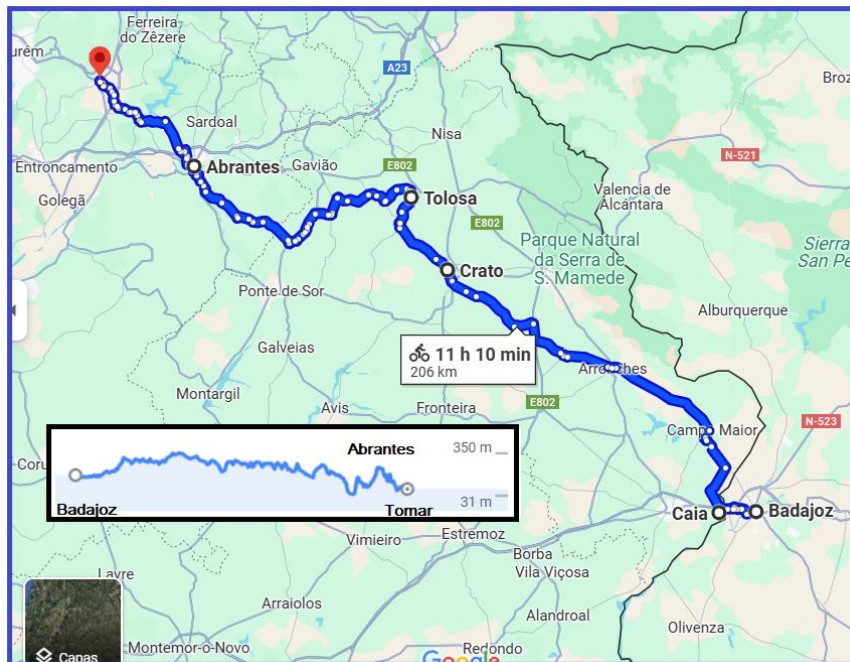 Ferreira
do Zêzere
urém
A23
Broz
Sardoal
Nisa
N-521
Entroncamento
Abrantes
Gavião
E802
Golegã
Tolosa
Valencia de
Alcántara
E802
Parque Natural
da Serra de
S. Mamede
Sierra
San Pe
Crato
Ponte de Sor
Alburquerque
11 h 10 min
206 km
Galveias
Arronches
Montargil
Avis
Fronteira
E802
Campo Maior
N-523
Coru
Abrantes
350 m
31 m
Badajoz
Tomar
Caia
Badajoz
Vimieiro
Estremoz
Borba
Vila Viçosa
Lavre
Arraiolos
Alandroal
Olivenza
Capas
Montemor-o-Novo
Redondo
Google